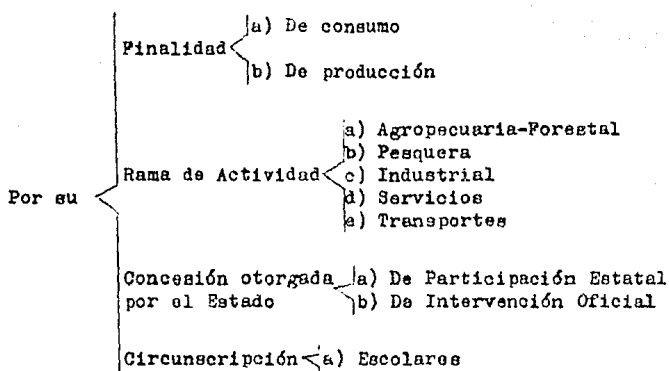 a) De consumo
Finalidad
b) De producción
a) Agropecuaria-Forestal
b) Pesquera
Rama de Actividad c) Industrial
d) Servicios
Por su
e) Transportes
Concesión otorgada a) De Participación Estatal
por el Estado b) De Intervención Oficial
Circunscripción a) Escolares